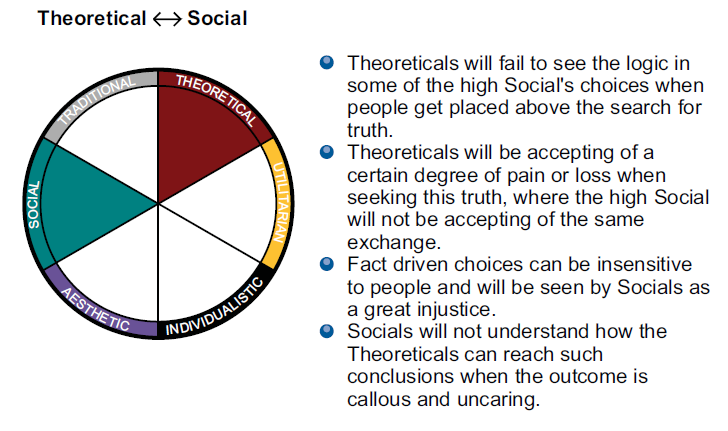 Theoretical ↔ Social
TRADITIONAL
THEORETICAL
UTILITARIAN
INDIVIDUALISTIC
AESTHETIC
SOCIAL
Theoreticals will fail to see the logic in
some of the high Social's choices when
people get placed above the search for
truth.
Theoreticals will be accepting of a
certain degree of pain or loss when
seeking this truth, where the high Social
will not be accepting of the same
exchange.
Fact driven choices can be insensitive
to people and will be seen by Socials as
a great injustice.
Socials will not understand how the
Theoreticals can reach such
conclusions when the outcome is
callous and uncaring.